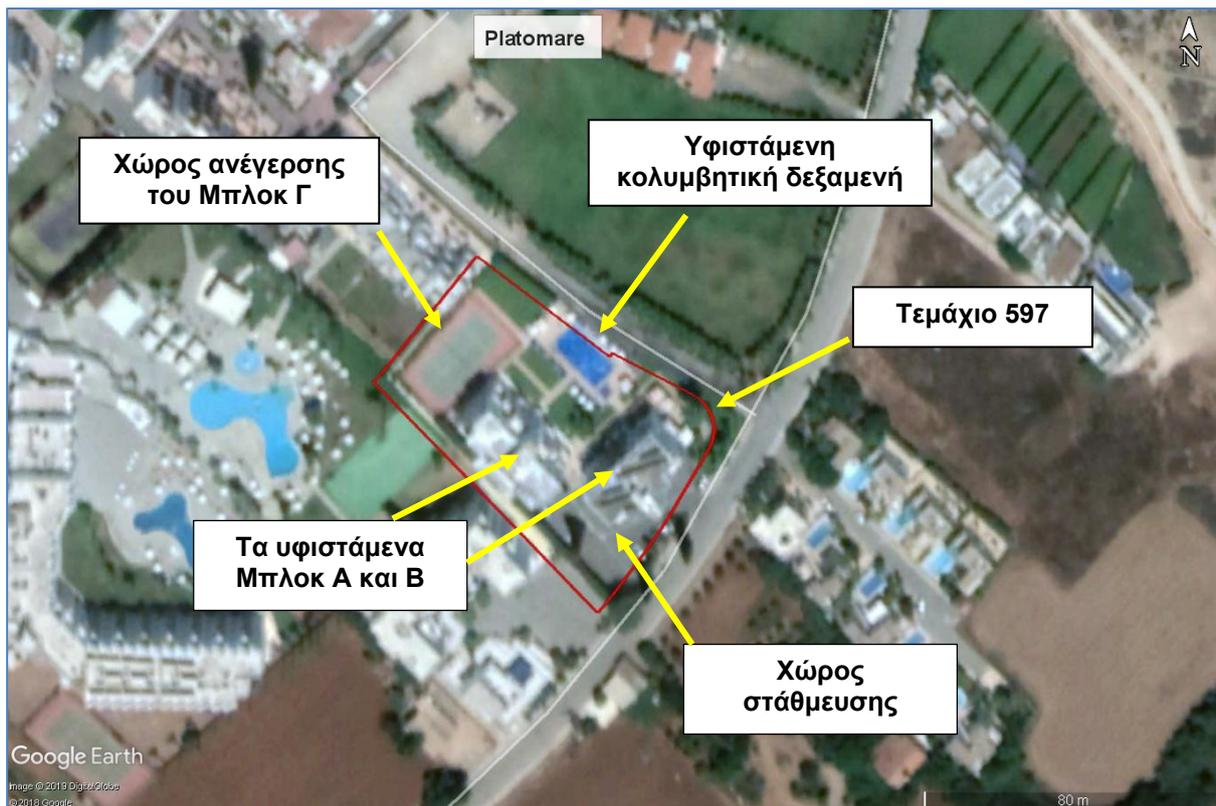 Platomare
N
Χώρος ανέγερσης
του Μπλοκ Γ
Υφιστάμενη
κολυμβητική δεξαμενή
Τεμάχιο 597
Τα υφιστάμενα
Μπλοκ Α και Β
Χώρος
στάθμευσης
Google Earth
Image © 2019 DigitalGlobe
© 2018 Google
80 m